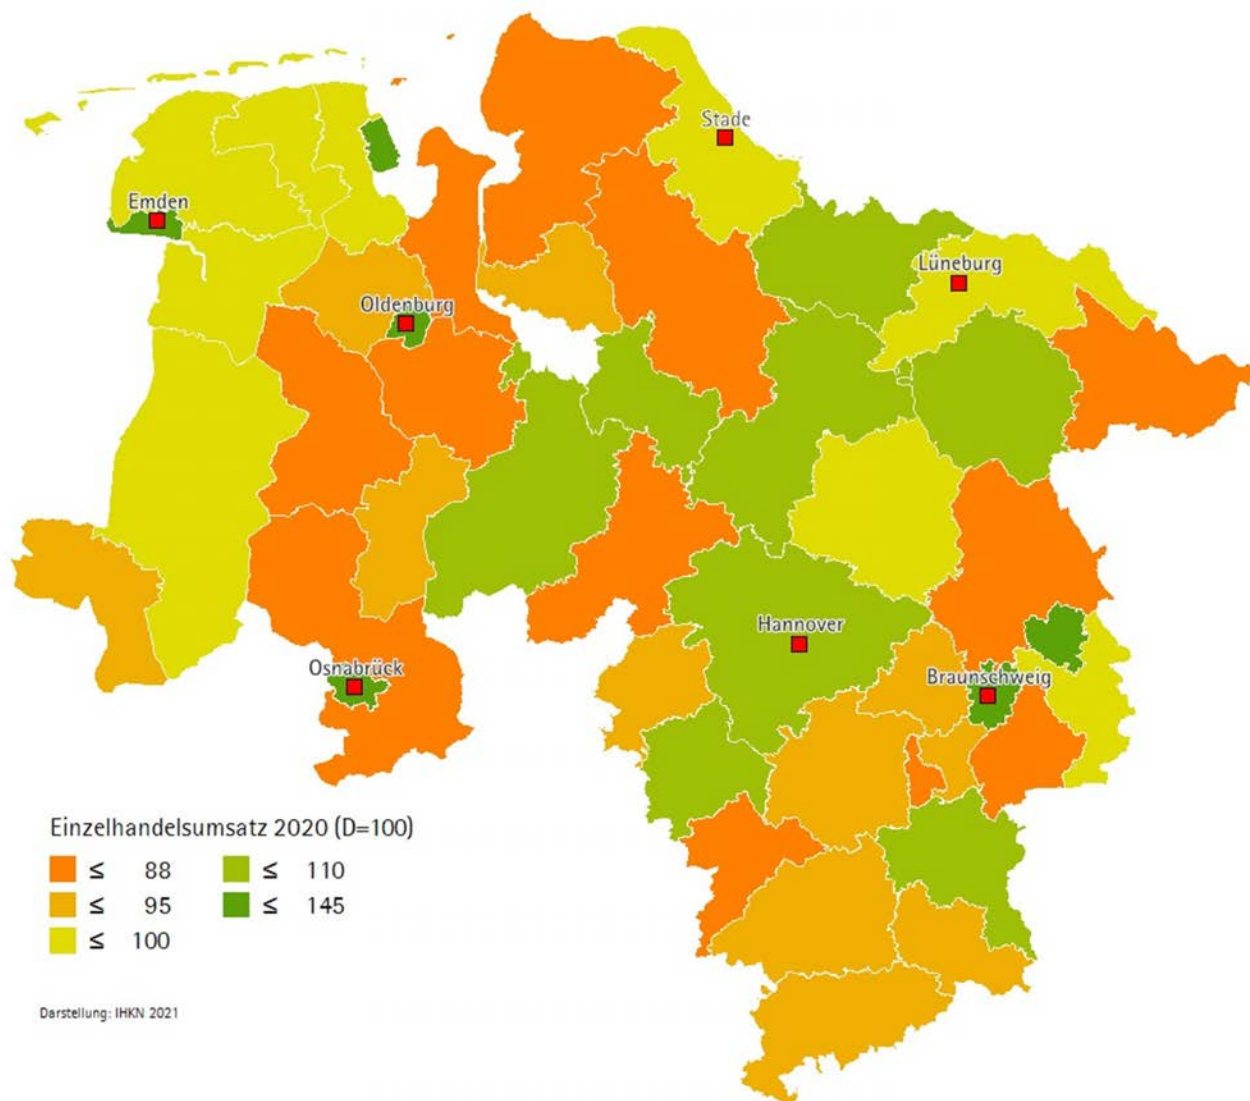 Stade
Emden
Lüneburg
Oldenburg
Hannover
Osnabrück
Braunschweig
Einzelhandelsumsatz 2020 (D=100)
≤ 88 ≤ 110
≤ 95 ≤ 145
≤ 100
Darstellung: IHKN 2021